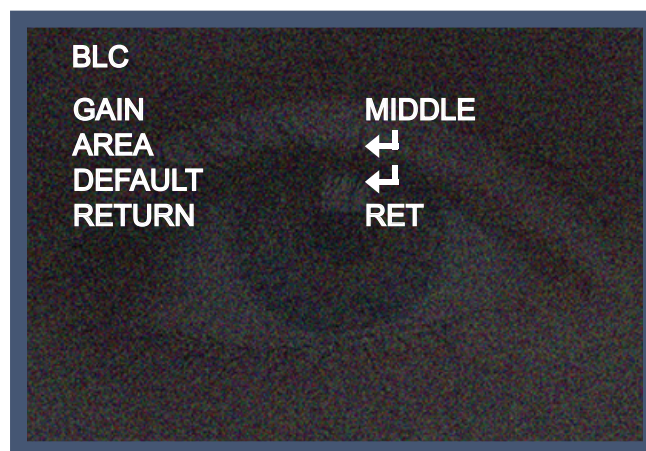 BLC
GAIN MIDDLE
AREA ↵
DEFAULT ↵
RETURN RET